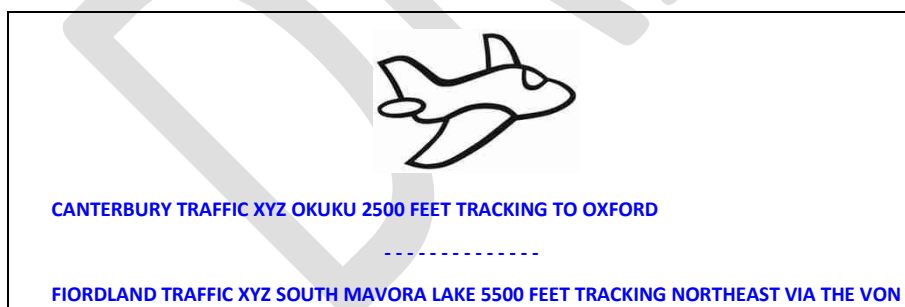 CANTERBURY TRAFFIC XYZ OKUKU 2500 FEET TRACKING TO OXFORD
- - - - - - - - - - - - - -
FIORDLAND TRAFFIC XYZ SOUTH MAVORA LAKE 5500 FEET TRACKING NORTHEAST VIA THE VON